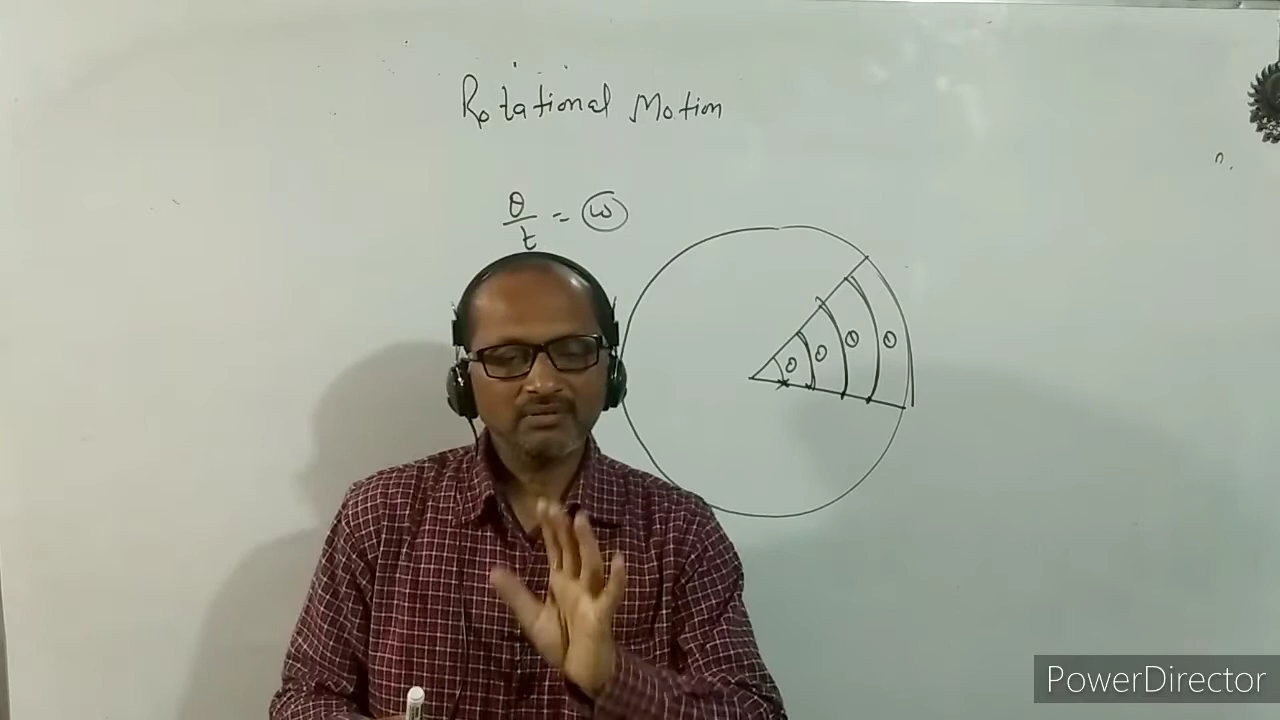 Rotational Motion
θ/t = ω
θ θ θ θ
PowerDirector